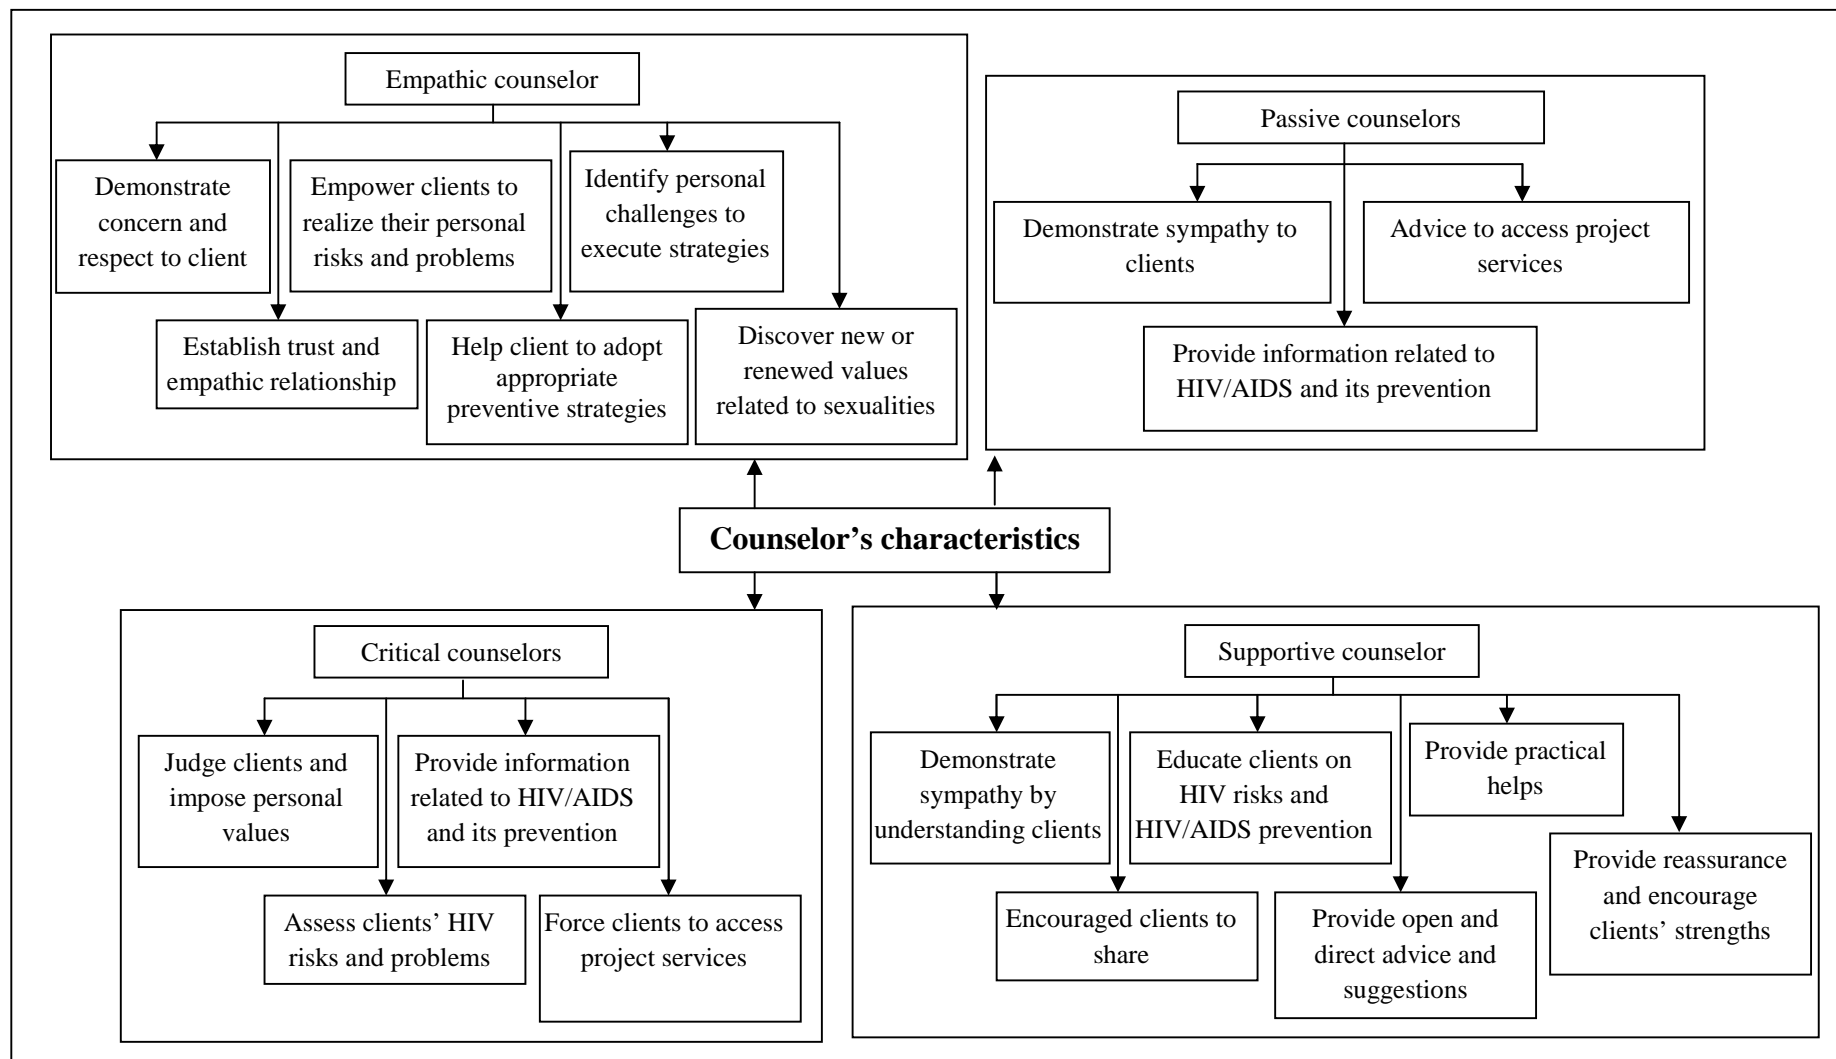 Empathic counselor
Demonstrate
concern and
respect to client
Empower clients to
realize their personal
risks and problems
Identify personal
challenges to
execute strategies
Establish trust and
empathic relationship
Help client to adopt
appropriate
preventive strategies
Discover new or
renewed values
related to sexualities
Passive counselors
Demonstrate sympathy to
clients
Advice to access project
services
Provide information related to
HIV/AIDS and its prevention
Counselor’s characteristics
Critical counselors
Judge clients and
impose personal
values
Provide information
related to HIV/AIDS
and its prevention
Assess clients’ HIV
risks and problems
Force clients to access
project services
Supportive counselor
Demonstrate
sympathy by
understanding clients
Educate clients on
HIV risks and
HIV/AIDS prevention
Provide practical
helps
Encouraged clients to
share
Provide open and
direct advice and
suggestions
Provide reassurance
and encourage
clients’ strengths